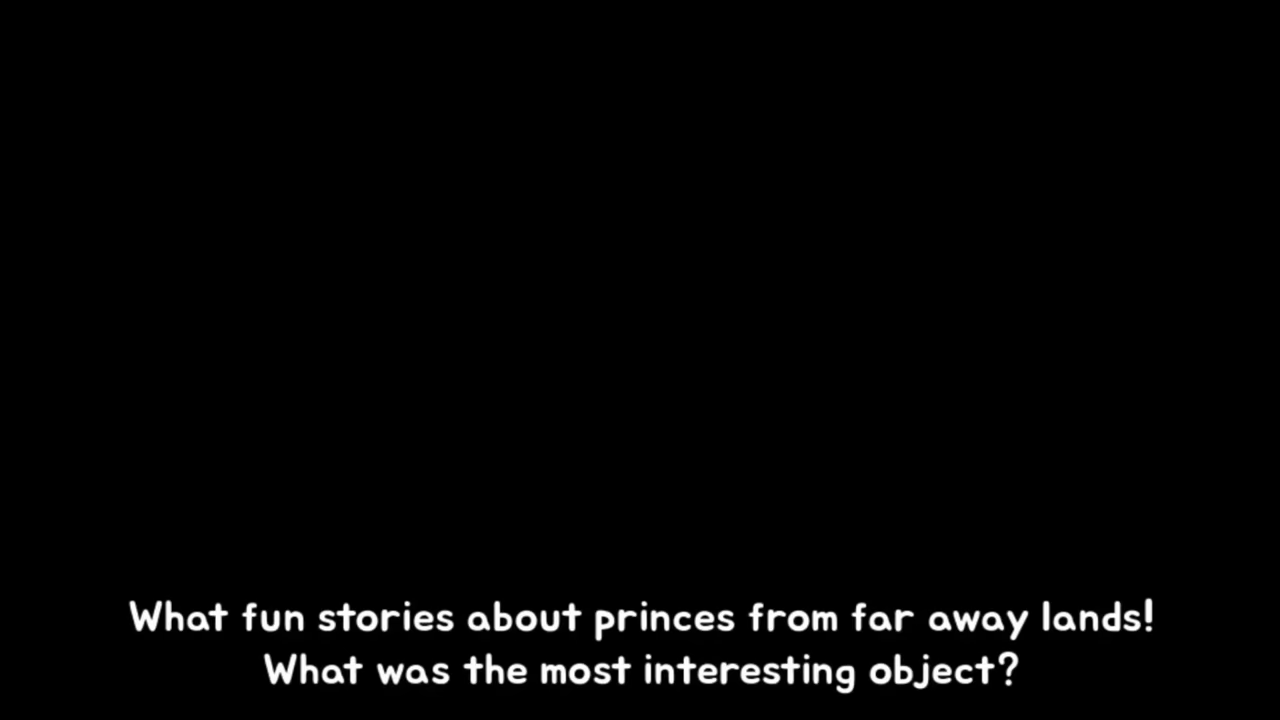 What fun stories about princes from far away lands!
What was the most interesting object?